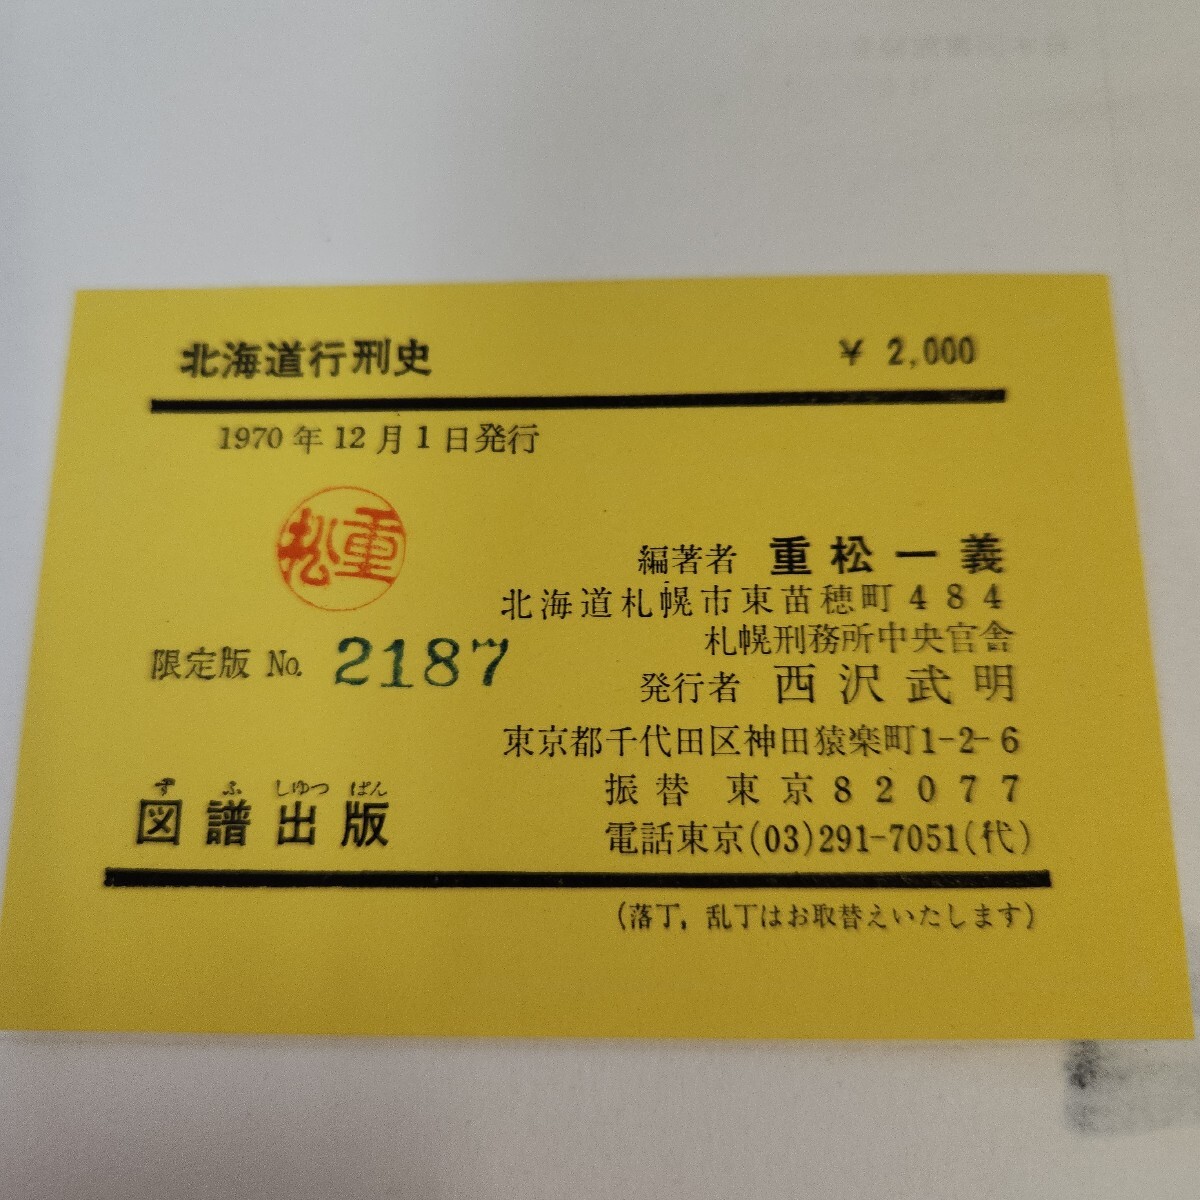 北海道行刑史 ¥ 2,000
1970年12月1日発行
重松
編著者 重松一義
北海道札幌市東苗穂町484
札幌刑務所中央官舎
限定版 No. 2187
発行者 西沢武明
東京都千代田区神田猿楽町1-2-6
振替 東京82077
ず ふ しゆつ ぱん
図譜出版
電話東京(03)291-7051(代)
(落丁,乱丁はお取替えいたします)